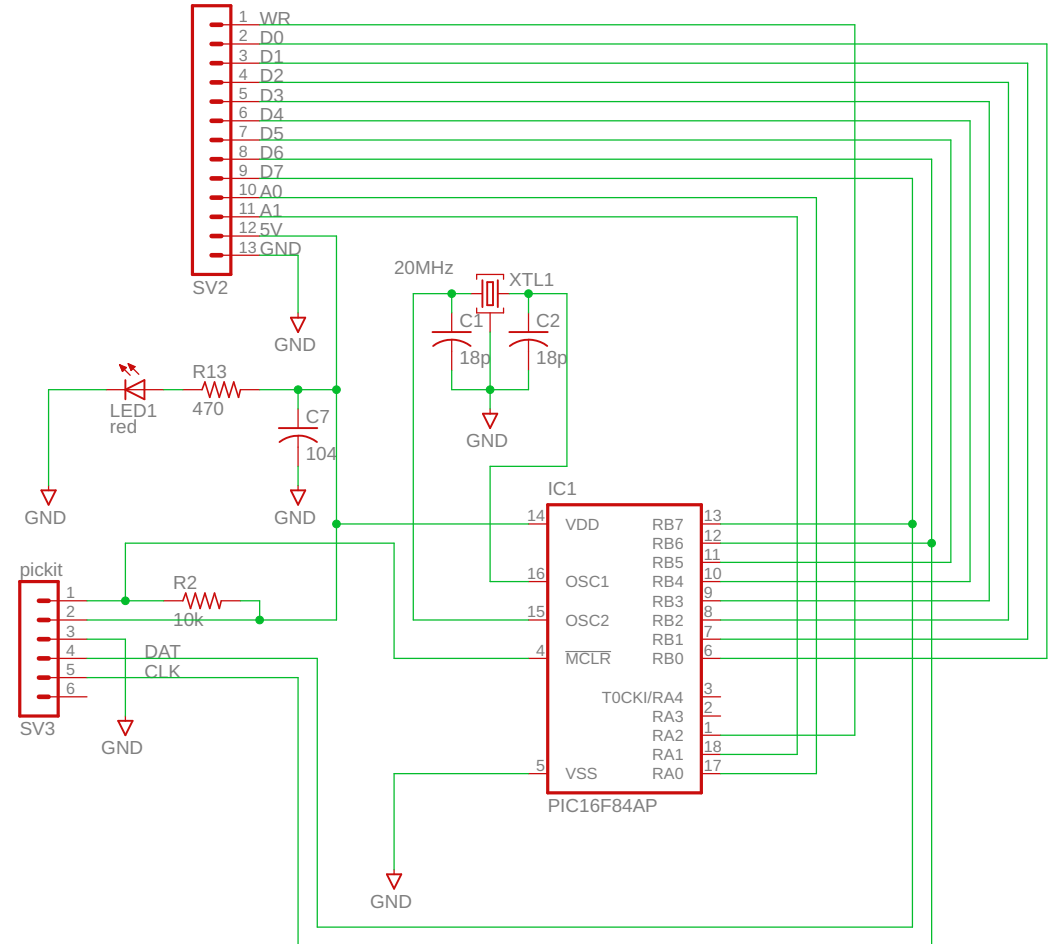 1 WR
2 D0
3 D1
4 D2
5 D3
6 D4
7 D5
8 D6
9 D7
10 A0
11 A1
12 5V
13 GND
SV2
GND
20MHz
XTL1
C1
18p
C2
18p
GND
R13
470
LED1
red
C7
104
GND
GND
IC1
14 VDD
16 OSC1
15 OSC2
4 MCLR
5 VSS
RB7 13
RB6 12
RB5 11
RB4 10
RB3 9
RB2 8
RB1 7
RB0 6
T0CKI/RA4 3
RA3 2
RA2 1
RA1 18
RA0 17
PIC16F84AP
GND
pickit
1
2
3
4 DAT
5 CLK
6
SV3
R2
10k
GND